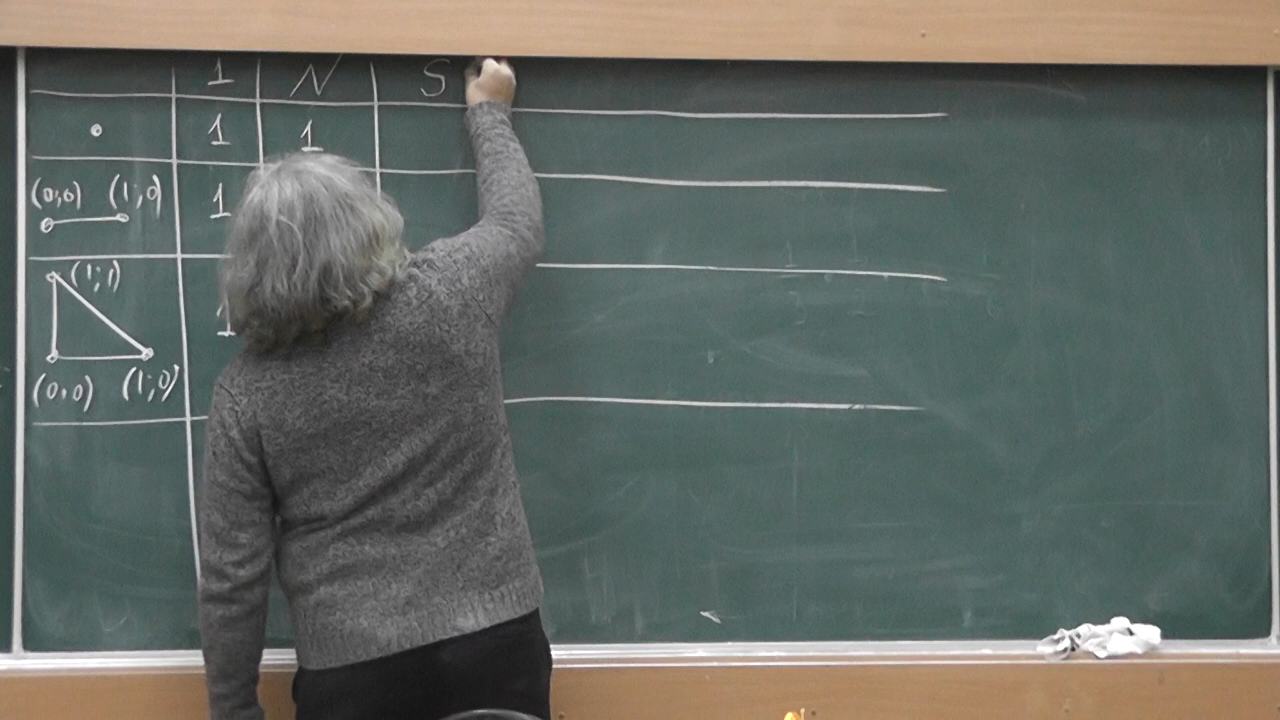 1 N S
1 1
(0;0) (1;0) 1
(1;1)
1
(0;0) (1;0)